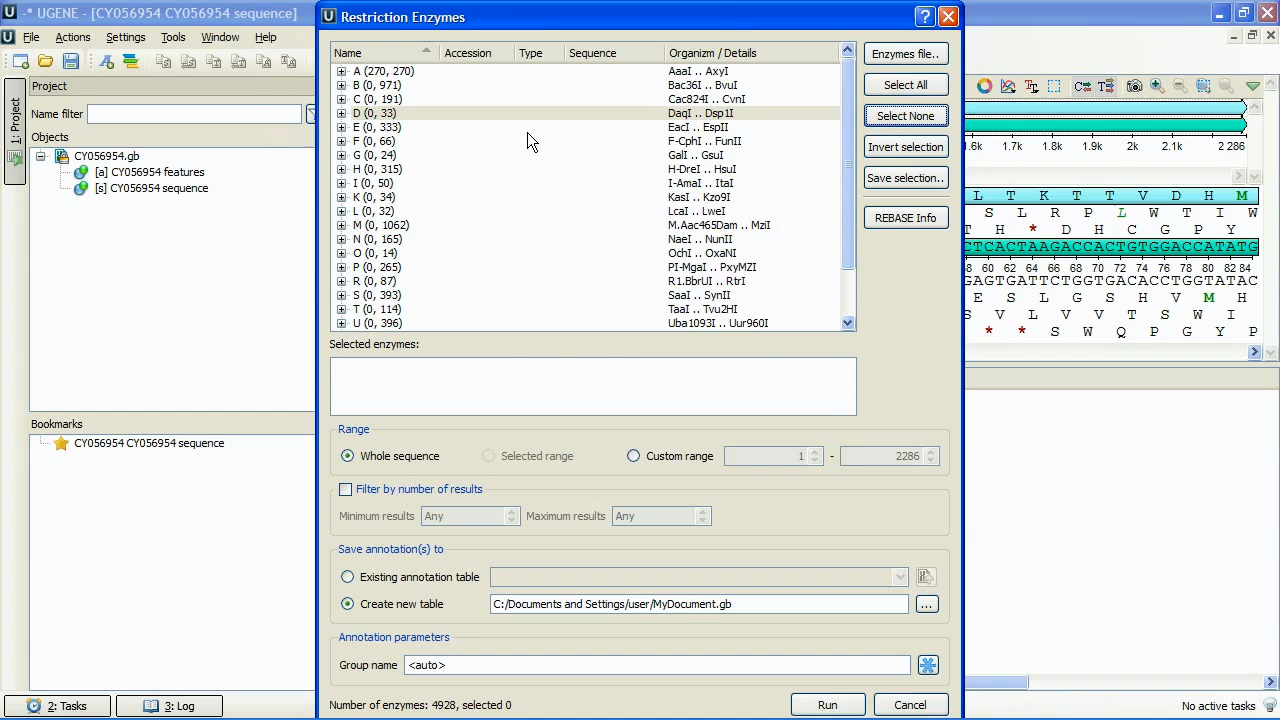 -* UGENE - [CY056954 CY056954 sequence]
File Actions Settings Tools Window Help
Project
Name filter
Objects
CY056954.gb
[a] CY056954 features
[s] CY056954 sequence
Bookmarks
CY056954 CY056954 sequence
1: Project
2: Tasks
3: Log
Restriction Enzymes
Name Accession Type Sequence Organizm / Details
A (270, 270) AaaI .. AxyI
B (0, 971) Bac36I .. BvuI
C (0, 191) Cac824I .. CvnI
D (0, 33) DaqI .. Dsp1I
E (0, 333) EacI .. EspII
F (0, 66) F-CphI .. FunII
G (0, 24) GalI .. GsuI
H (0, 315) H-DreI .. HsuI
I (0, 50) I-AmaI .. ItaI
K (0, 34) KasI .. Kzo9I
L (0, 32) LcaI .. LweI
M (0, 1062) M.Aac465Dam .. MziI
N (0, 165) NaeI .. NunII
O (0, 14) OchI .. OxaNI
P (0, 265) PI-MgaI .. PxyMZI
R (0, 87) R1.BbrUI .. RtrI
S (0, 393) SaaI .. SynII
T (0, 114) TaaI .. Tvu2HI
U (0, 396) Uba1093I .. Uur960I
Enzymes file..
Select All
Select None
Invert selection
Save selection..
REBASE Info
Selected enzymes:
Range
Whole sequence
Selected range
Custom range 1 - 2286
Filter by number of results
Minimum results Any Maximum results Any
Save annotation(s) to
Existing annotation table
Create new table C:/Documents and Settings/user/MyDocument.gb ...
Annotation parameters
Group name <auto>
Number of enzymes: 4928, selected 0
Run
Cancel
1.6k 1.7k 1.8k 1.9k 2k 2.1k 2.286
L T K T T V D H M
S L R P L W T I W
T H * D H C G P Y
CTCACTAAGACCACTGTGGACCATATG
58 60 62 64 66 68 70 72 74 76 78 80 82 84
GAGTGATTCTGGTGACACCTGGTATAC
E S L G S H V M H
S V L V T S W I
* * S W Q P G Y P
No active tasks